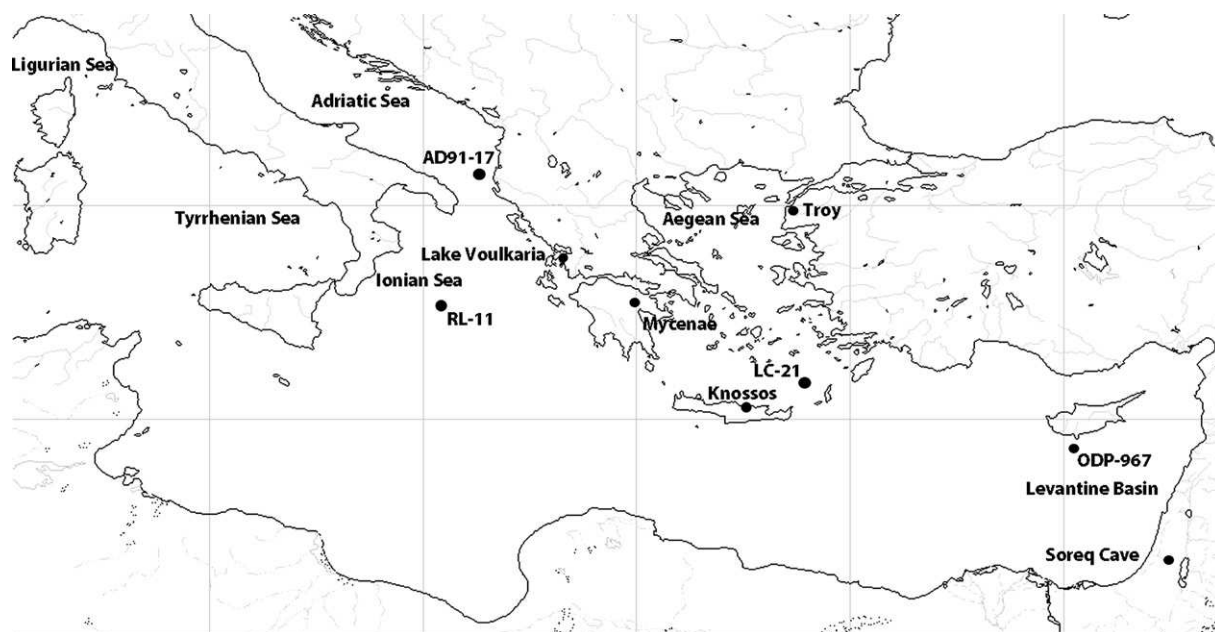 Ligurian Sea
Adriatic Sea
AD91-17
Tyrrhenian Sea
Aegean Sea
Troy
Lake Voulkaria
Ionian Sea
RL-11
Mycenae
LC-21
Knossos
ODP-967
Levantine Basin
Soreq Cave